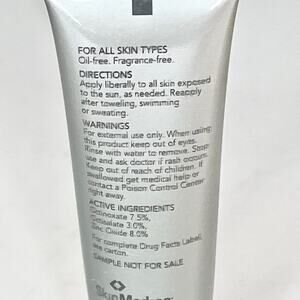 FOR ALL SKIN TYPES
Oil-free. Fragrance-free.
DIRECTIONS
Apply liberally to all skin exposed
to the sun, as needed. Reapply
after toweling, swimming
or sweating.
WARNINGS
For external use only. When using
this product keep out of eyes.
Rinse with water to remove. Stop
use and ask doctor if rash occurs.
Keep out of reach of children. If
swallowed get medical help or
contact a Poison Control Center
right away.
ACTIVE INGREDIENTS
Octinoxate 7.5%,
Octisalate 3.0%,
Zinc Oxide 8.0%
For complete Drug Facts Label,
see carton.
SAMPLE NOT FOR SALE
SkinMedica